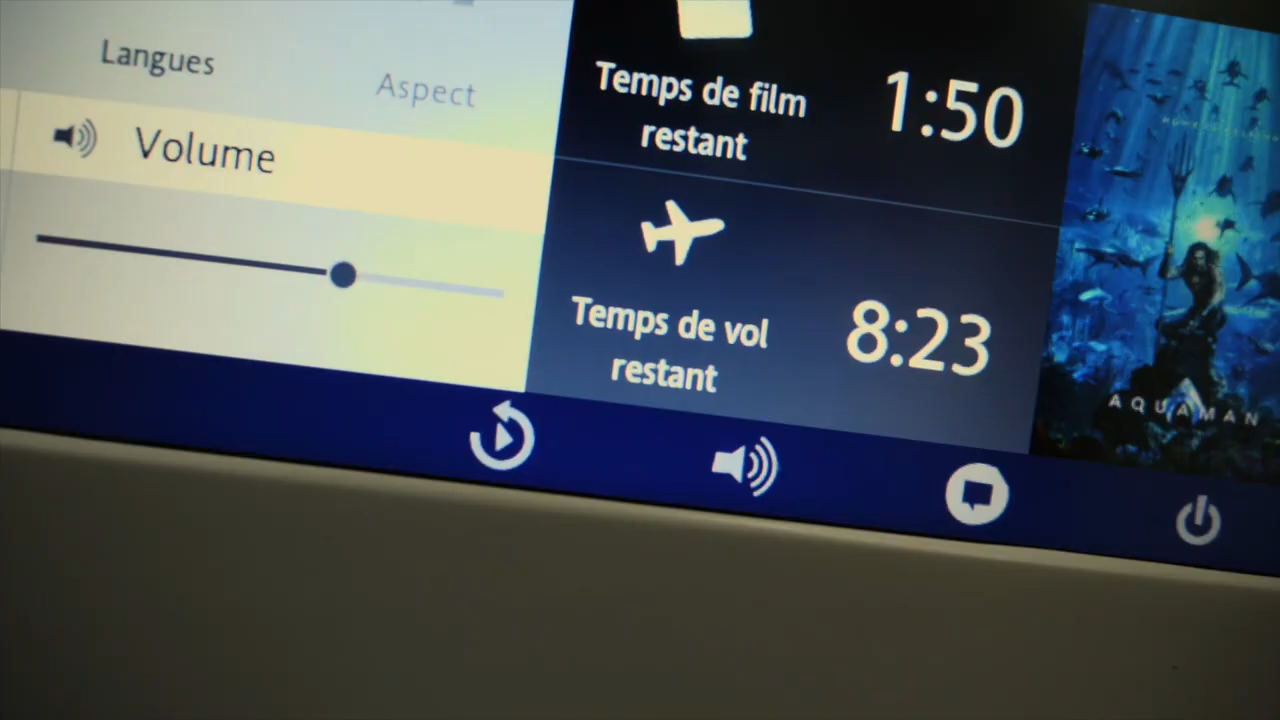 Langues
Aspect
Volume
Temps de film
restant
1:50
Temps de vol
restant
8:23
AQUAMAN